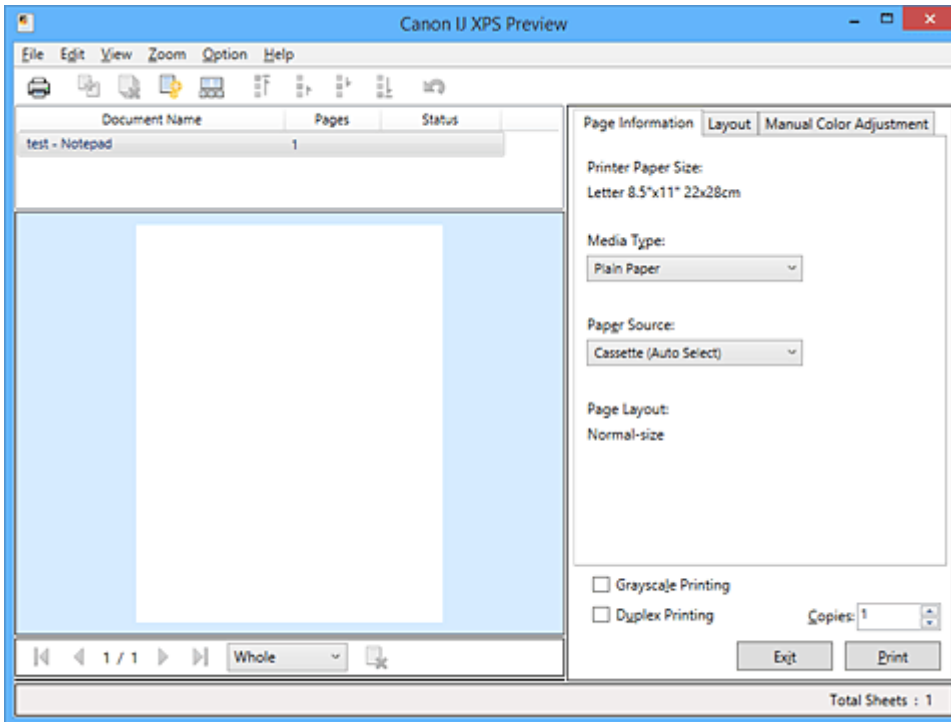 Canon IJ XPS Preview
File Edit View Zoom Option Help
Document Name Pages Status
test - Notepad 1
Page Information Layout Manual Color Adjustment
Printer Paper Size:
Letter 8.5"x11" 22x28cm
Media Type:
Plain Paper
Paper Source:
Cassette (Auto Select)
Page Layout:
Normal-size
Grayscale Printing
Duplex Printing Copies: 1
1 / 1 Whole
Exit Print
Total Sheets : 1